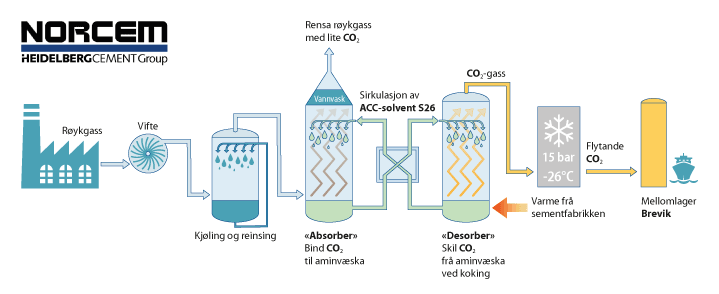 NORCEM
HEIDELBERGCEMENT Group
Rensa røykgass
med lite CO₂
Røykgass
Vifte
Kjøling og reinsing
Vannvask
«Absorber»
Bind CO₂
til aminvæska
Sirkulasjon av
ACC-solvent S26
CO₂-gass
«Desorber»
Skil CO₂
frå aminvæska
ved koking
15 bar
-26°C
Varme frå
sementfabrikken
Flytande
CO₂
Mellomlager
Brevik